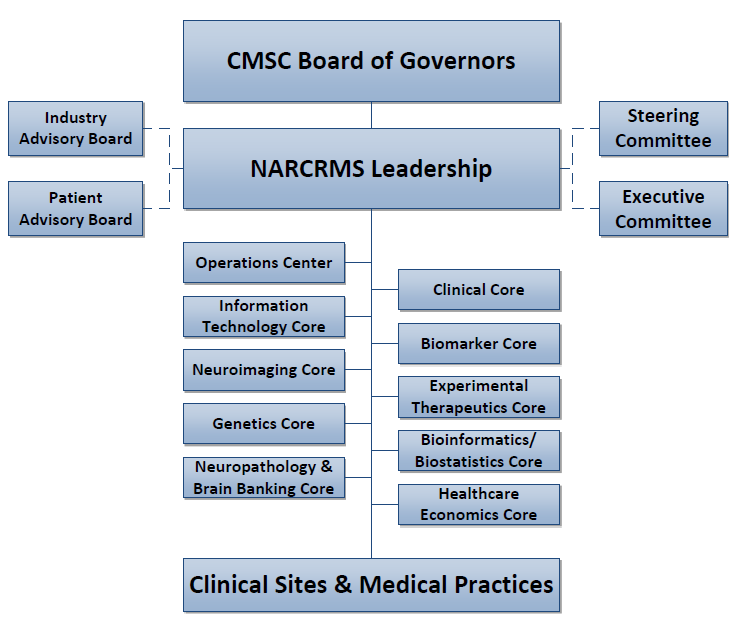 CMSC Board of Governors
Industry
Advisory Board
Steering
Committee
NARCRMS Leadership
Patient
Advisory Board
Executive
Committee
Operations Center
Clinical Core
Information
Technology Core
Biomarker Core
Neuroimaging Core
Experimental
Therapeutics Core
Genetics Core
Bioinformatics/
Biostatistics Core
Neuropathology &
Brain Banking Core
Healthcare
Economics Core
Clinical Sites & Medical Practices